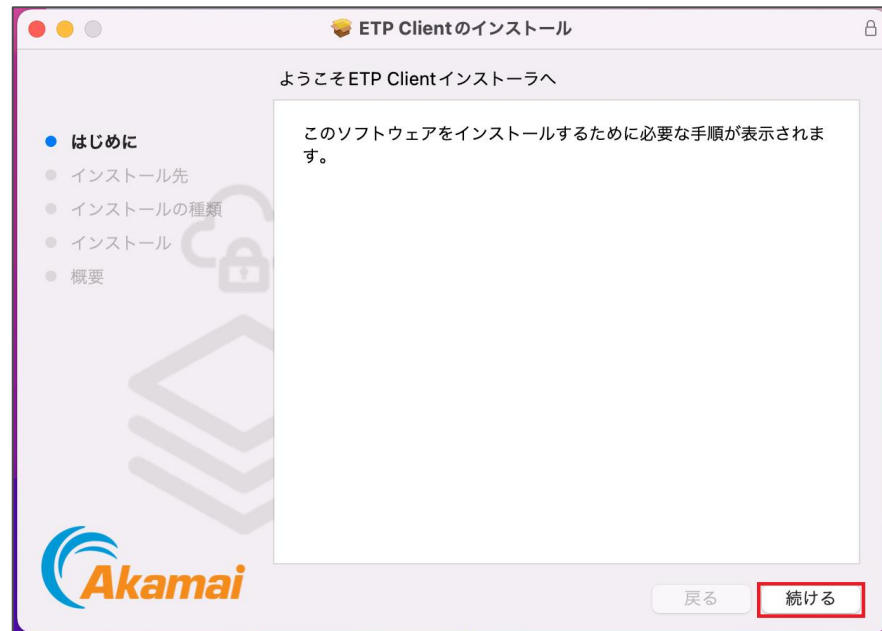 ETP Clientのインストール
ようこそETP Clientインストーラへ
はじめに
インストール先
インストールの種類
インストール
概要
このソフトウェアをインストールするために必要な手順が表示されま
す。
Akamai
戻る
続ける